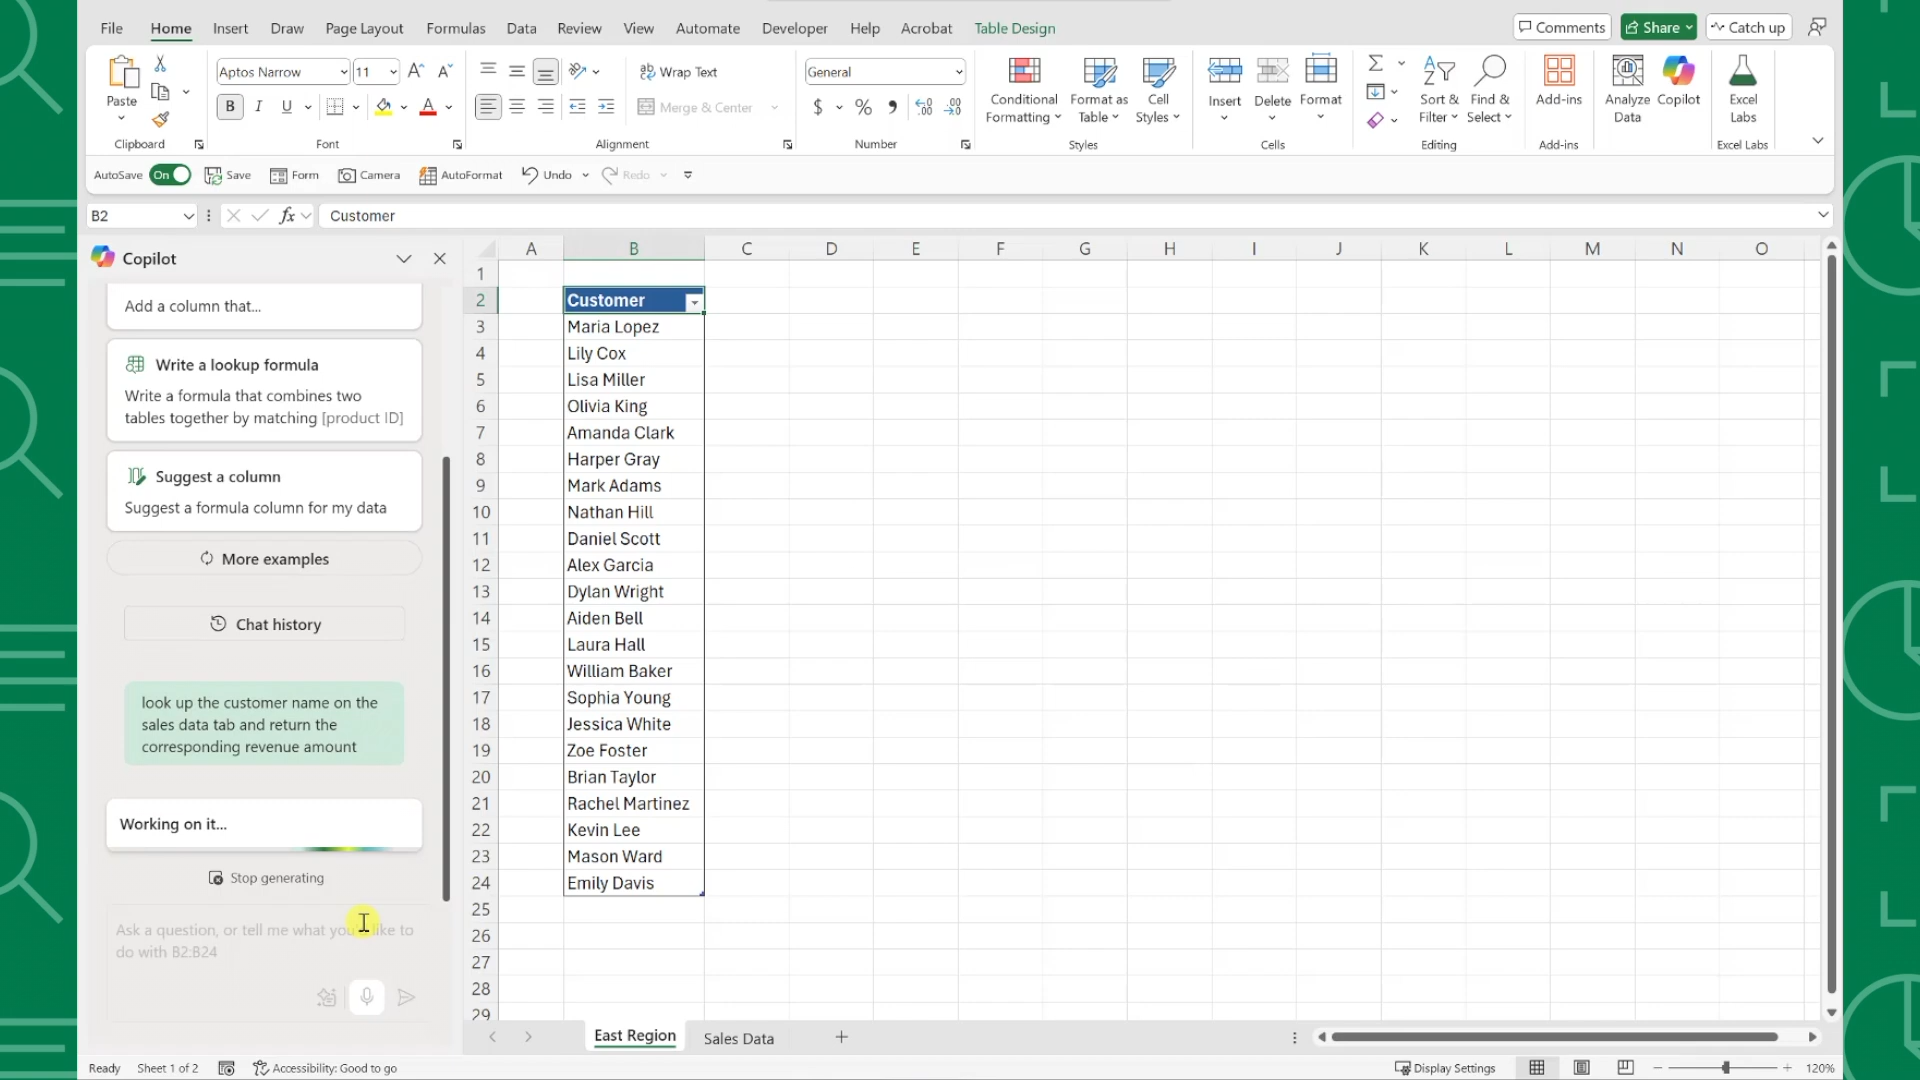 File Home Insert Draw Page Layout Formulas Data Review View Automate Developer Help Acrobat Table Design Comments Share Catch up
Paste
Clipboard
Aptos Narrow 11
B I U A
Font
Wrap Text
Merge & Center
Alignment
General
$ % 9
Number
Conditional Formatting
Format as Table
Cell Styles
Styles
Insert Delete Format
Cells
Sort & Filter
Find & Select
Editing
Add-ins
Add-ins
Analyze Data
Copilot
Excel Labs
Excel Labs
AutoSave On Save Form Camera AutoFormat Undo Redo
B2 fx Customer
Copilot
Add a column that...
Write a lookup formula
Write a formula that combines two
tables together by matching [product ID]
Suggest a column
Suggest a formula column for my data
More examples
Chat history
look up the customer name on the
sales data tab and return the
corresponding revenue amount
Working on it...
Stop generating
Ask a question, or tell me what you like to
do with B2:B24
A B C D E F G H I J K L M N O
1
2 Customer
3 Maria Lopez
4 Lily Cox
5 Lisa Miller
6 Olivia King
7 Amanda Clark
8 Harper Gray
9 Mark Adams
10 Nathan Hill
11 Daniel Scott
12 Alex Garcia
13 Dylan Wright
14 Aiden Bell
15 Laura Hall
16 William Baker
17 Sophia Young
18 Jessica White
19 Zoe Foster
20 Brian Taylor
21 Rachel Martinez
22 Kevin Lee
23 Mason Ward
24 Emily Davis
25
26
27
28
29
East Region Sales Data
Ready Sheet 1 of 2 Accessibility: Good to go Display Settings 120%